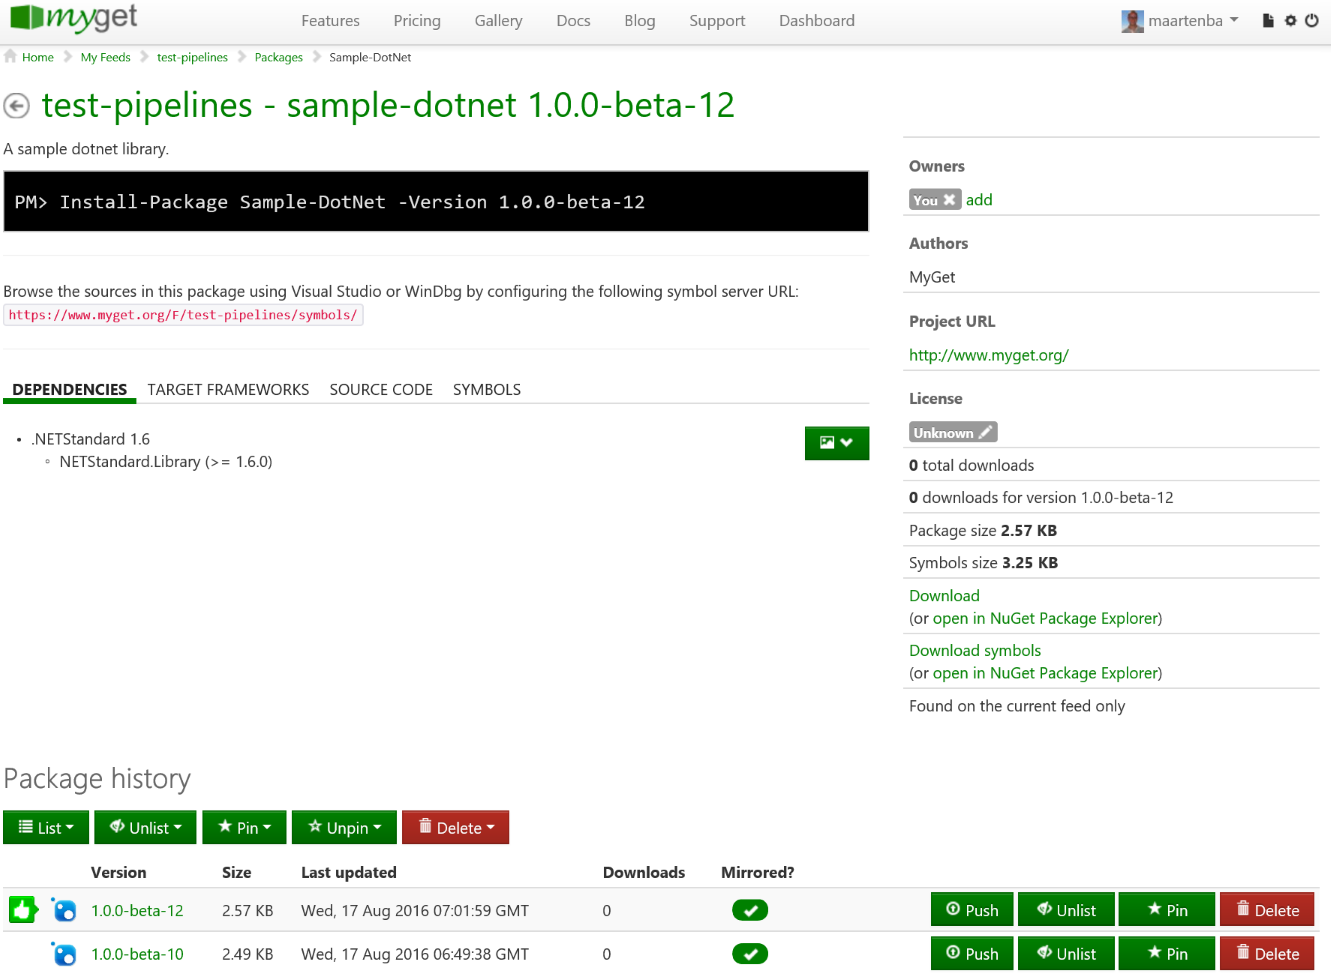 myget
Features Pricing Gallery Docs Blog Support Dashboard maartenba
Home My Feeds test-pipelines Packages Sample-DotNet
test-pipelines - sample-dotnet 1.0.0-beta-12
A sample dotnet library.
PM> Install-Package Sample-DotNet -Version 1.0.0-beta-12
Browse the sources in this package using Visual Studio or WinDbg by configuring the following symbol server URL:
https://www.myget.org/F/test-pipelines/symbols/
DEPENDENCIES TARGET FRAMEWORKS SOURCE CODE SYMBOLS
.NETStandard 1.6
NETStandard.Library (>= 1.6.0)
Owners
You add
Authors
MyGet
Project URL
http://www.myget.org/
License
Unknown
0 total downloads
0 downloads for version 1.0.0-beta-12
Package size 2.57 KB
Symbols size 3.25 KB
Download
(or open in NuGet Package Explorer)
Download symbols
(or open in NuGet Package Explorer)
Found on the current feed only
Package history
List Unlist Pin Unpin Delete
Version Size Last updated Downloads Mirrored?
1.0.0-beta-12 2.57 KB Wed, 17 Aug 2016 07:01:59 GMT 0 Push Unlist Pin Delete
1.0.0-beta-10 2.49 KB Wed, 17 Aug 2016 06:49:38 GMT 0 Push Unlist Pin Delete